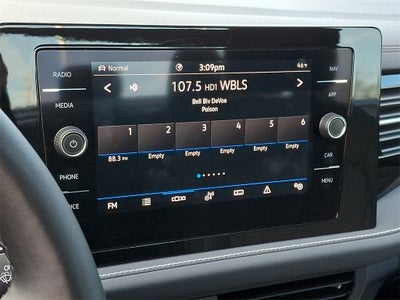 Normal 3:09pm 46°F
RADIO NAV
107.5 HD1 WBLS
MEDIA APP
Bell Biv DeVoe
Poison
1 2 3 4 5 6
88.3 FM Empty Empty Empty Empty Empty
PHONE CAR
MENU
FM